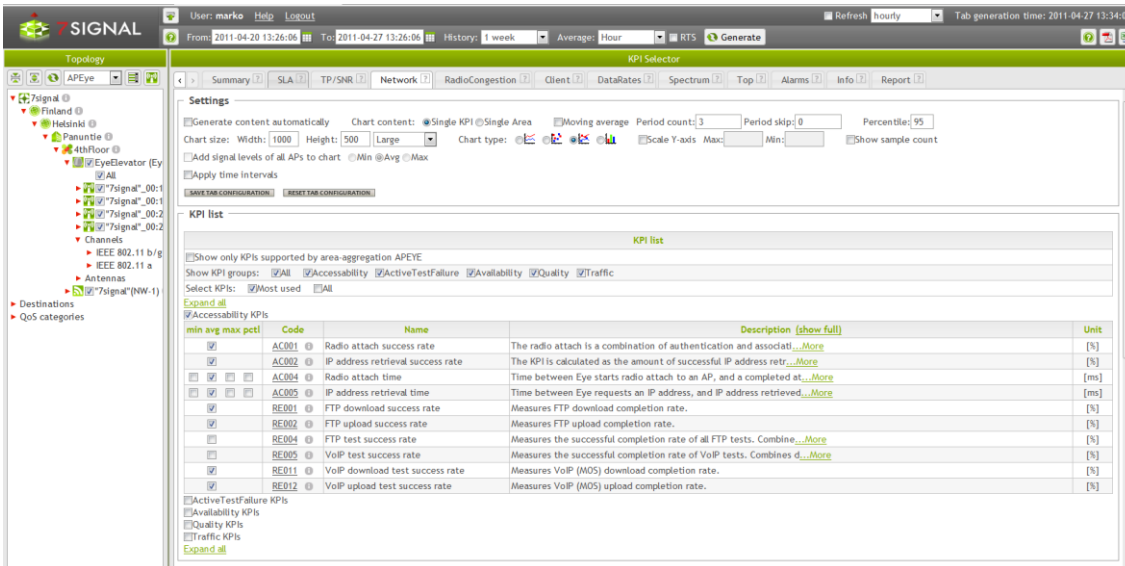 7SIGNAL
User: marko Help Logout
Refresh hourly Tab generation time: 2011-04-27 13:34:0
From: 2011-04-20 13:26:06 To: 2011-04-27 13:26:06 History: 1 week Average: Hour RTS Generate
Topology
KPI Selector
APEye
Summary SLA TP/SNR Network RadioCongestion Client DataRates Spectrum Top Alarms Info Report
7signal
Finland
Helsinki
Panuntie
4thFloor
EyeElevator (Ey
All
"7signal"_00:1
"7signal"_00:1
"7signal"_00:2
"7signal"_00:2
Channels
IEEE 802.11 b/g
IEEE 802.11 a
Antennas
"7signal"(NW-1)
Destinations
QoS categories
Settings
Generate content automatically Chart content: Single KPI Single Area Moving average Period count: 3 Period skip: 0 Percentile: 95
Chart size: Width: 1000 Height: 500 Large Chart type: Scale Y-axis Max: Min: Show sample count
Add signal levels of all APs to chart Min Avg Max
Apply time intervals
SAVE TAB CONFIGURATION RESET TAB CONFIGURATION
KPI list
KPI list
Show only KPIs supported by area-aggregation APEYE
Show KPI groups: All Accessability ActiveTestFailure Availability Quality Traffic
Select KPIs: Most used All
Expand all
Accessability KPIs
min avg max pctl Code Name Description (show full) Unit
AC001 Radio attach success rate The radio attach is a combination of authentication and associati...More [%]
AC002 IP address retrieval success rate The KPI is calculated as the amount of successful IP address retr...More [%]
AC004 Radio attach time Time between Eye starts radio attach to an AP, and a completed at...More [ms]
AC005 IP address retrieval time Time between Eye requests an IP address, and IP address retrieved...More [ms]
RE001 FTP download success rate Measures FTP download completion rate. [%]
RE002 FTP upload success rate Measures FTP upload completion rate. [%]
RE004 FTP test success rate Measures the successful completion rate of all FTP tests. Combine...More [%]
RE005 VoIP test success rate Measures the successful completion rate of VoIP tests. Combines d...More [%]
RE011 VoIP download test success rate Measures VoIP (MOS) download completion rate. [%]
RE012 VoIP upload test success rate Measures VoIP (MOS) upload completion rate. [%]
ActiveTestFailure KPIs
Availability KPIs
Quality KPIs
Traffic KPIs
Expand all